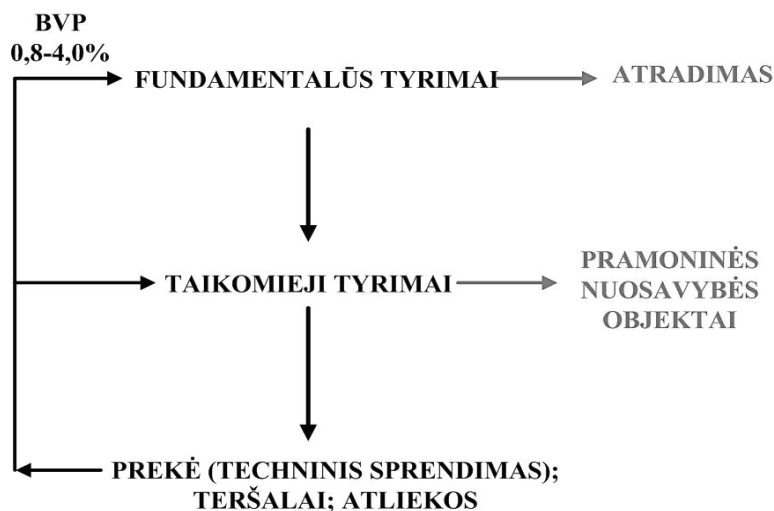 BVP
0,8-4,0%
FUNDAMENTALŪS TYRIMAI
ATRADIMAS
TAIKOMIEJI TYRIMAI
PRAMONINĖS
NUOSAVYBĖS
OBJEKTAI
PREKĖ (TECHNINIS SPRENDIMAS);
TERŠALAI; ATLIEKOS